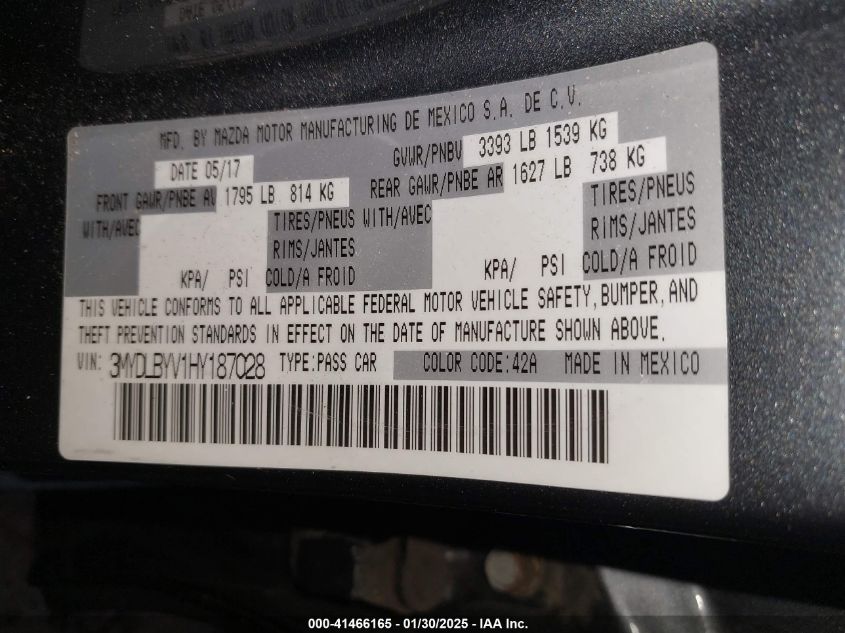 MFD. BY MAZDA MOTOR MANUFACTURING DE MEXICO S.A. DE C.V.
DATE 05/17 GVWR/PNBV 3393 LB 1539 KG
FRONT GAWR/PNBE AV 1795 LB 814 KG REAR GAWR/PNBE AR 1627 LB 738 KG
WITH/AVEC TIRES/PNEUS WITH/AVEC TIRES/PNEUS
RIMS/JANTES RIMS/JANTES
KPA/ PSI COLD/A FROID KPA/ PSI COLD/A FROID
THIS VEHICLE CONFORMS TO ALL APPLICABLE FEDERAL MOTOR VEHICLE SAFETY, BUMPER, AND
THEFT PREVENTION STANDARDS IN EFFECT ON THE DATE OF MANUFACTURE SHOWN ABOVE.
VIN: 3MYDLBYV1HY187028 TYPE:PASS CAR COLOR CODE:42A MADE IN MEXICO
000-41466165 - 01/30/2025 - IAA Inc.